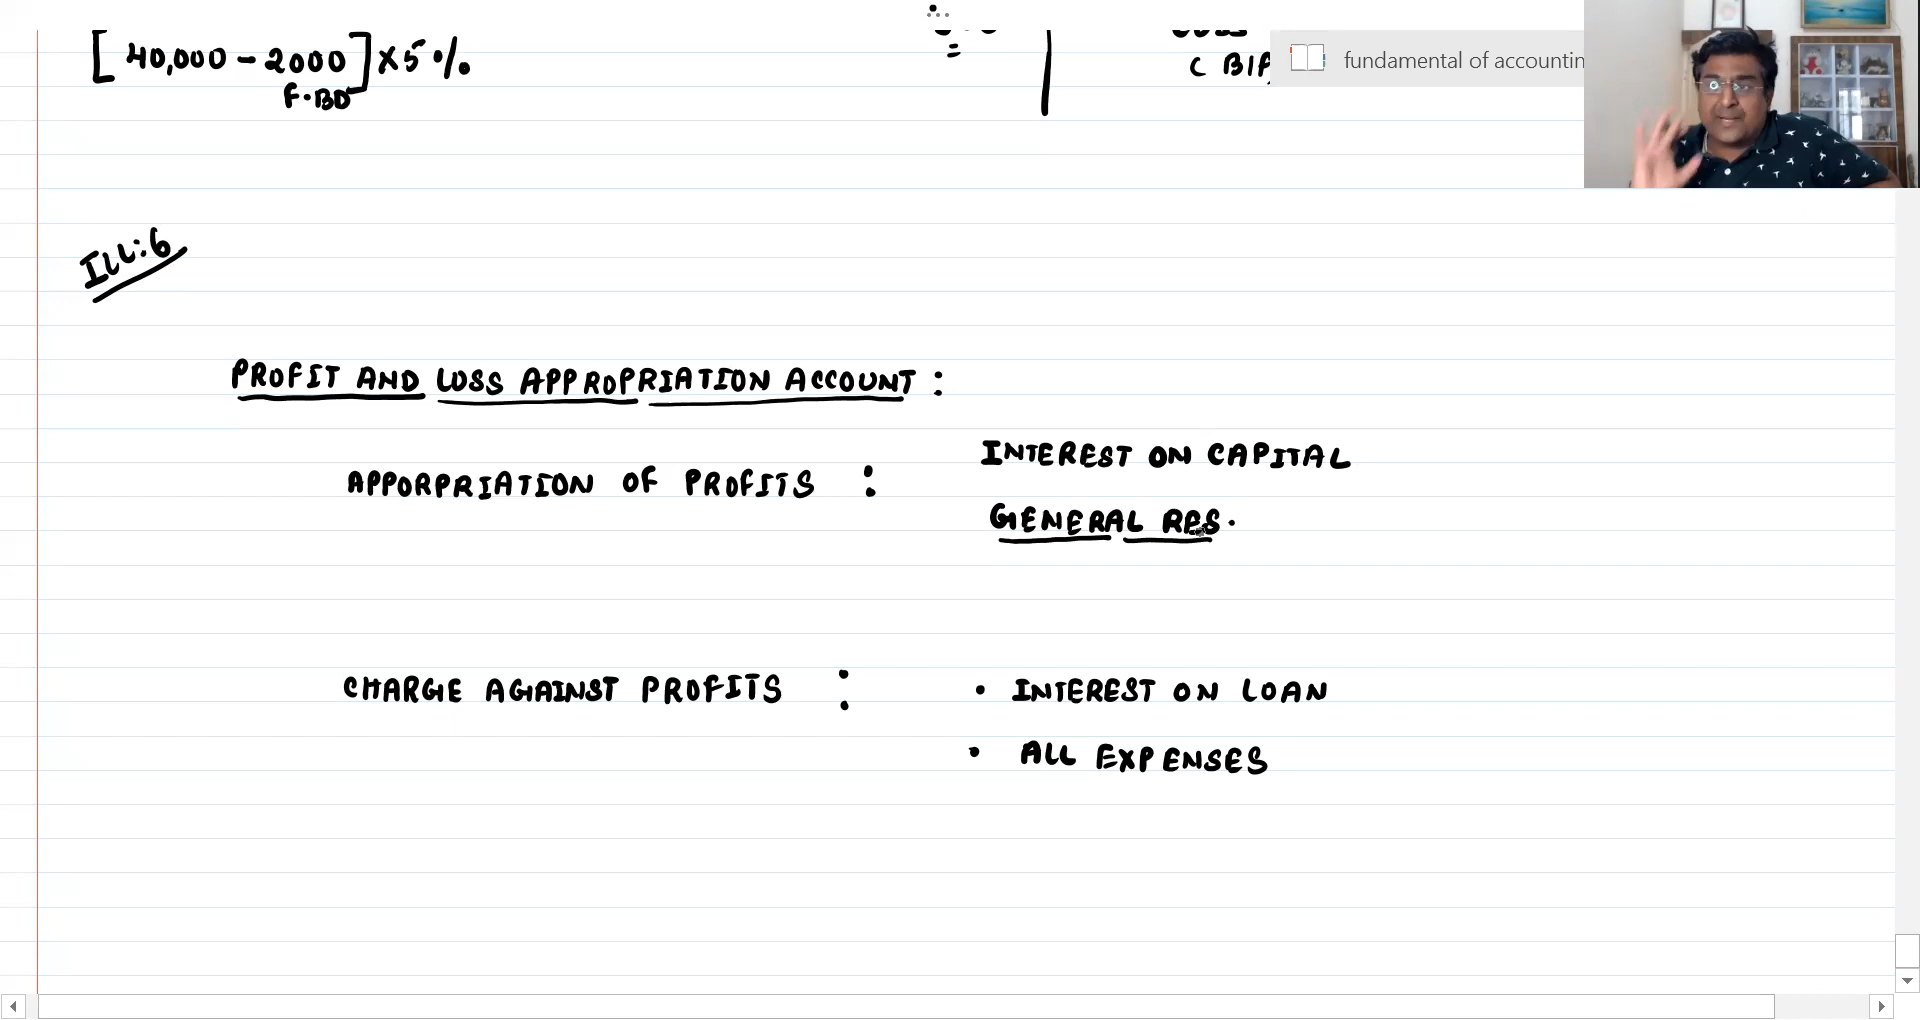 [ 40,000 - 2000 ] x 5%
F.BD
fundamental of accountin
ILL:6
PROFIT AND LOSS APPROPRIATION ACCOUNT :
APPORPRIATION OF PROFITS :
INTEREST ON CAPITAL
GENERAL RES.
CHARGE AGAINST PROFITS :
• INTEREST ON LOAN
• ALL EXPENSES